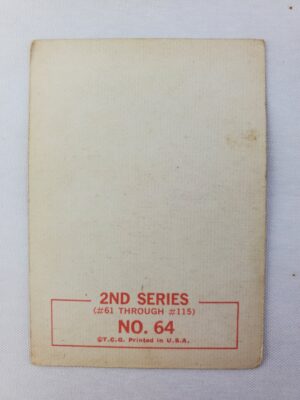 2ND SERIES
(#61 THROUGH #115)
NO. 64
©T.C.G. Printed in U.S.A.